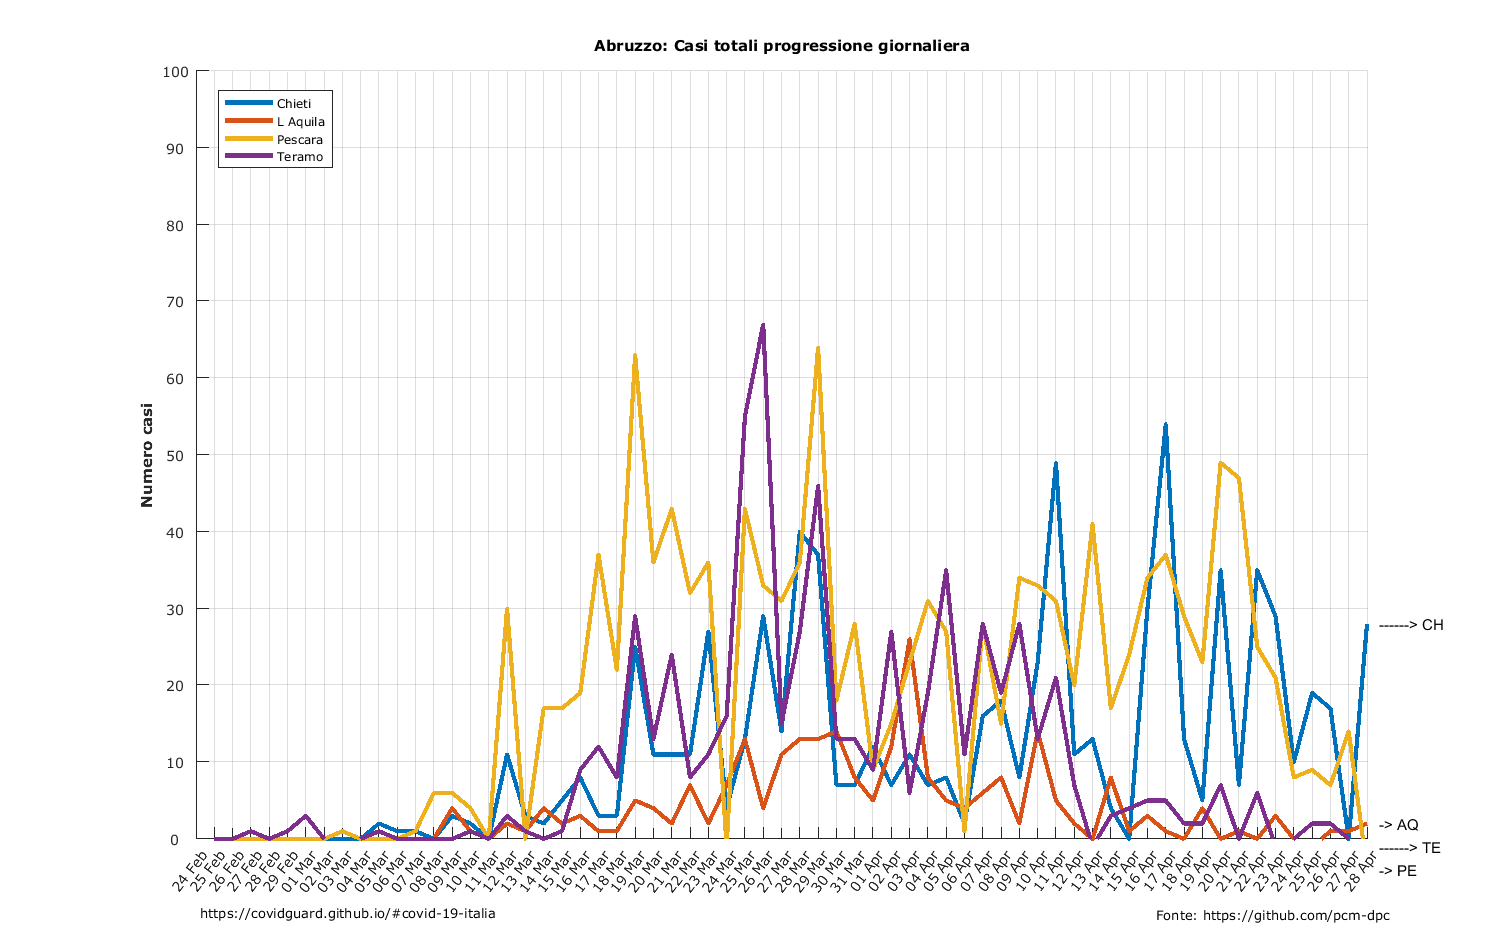 Abruzzo: Casi totali progressione giornaliera
100
90
80
70
60
50
40
30
20
10
0
Numero casi
Chieti
L Aquila
Pescara
Teramo
------> CH
-> AQ
------> TE
-> PE
24 Feb
25 Feb
26 Feb
27 Feb
28 Feb
29 Feb
01 Mar
02 Mar
03 Mar
04 Mar
05 Mar
06 Mar
07 Mar
08 Mar
09 Mar
10 Mar
11 Mar
12 Mar
13 Mar
14 Mar
15 Mar
16 Mar
17 Mar
18 Mar
19 Mar
20 Mar
21 Mar
22 Mar
23 Mar
24 Mar
25 Mar
26 Mar
27 Mar
28 Mar
29 Mar
30 Mar
31 Mar
01 Apr
02 Apr
03 Apr
04 Apr
05 Apr
06 Apr
07 Apr
08 Apr
09 Apr
10 Apr
11 Apr
12 Apr
13 Apr
14 Apr
15 Apr
16 Apr
17 Apr
18 Apr
19 Apr
20 Apr
21 Apr
22 Apr
23 Apr
24 Apr
25 Apr
26 Apr
27 Apr
28 Apr
https://covidguard.github.io/#covid-19-italia
Fonte: https://github.com/pcm-dpc